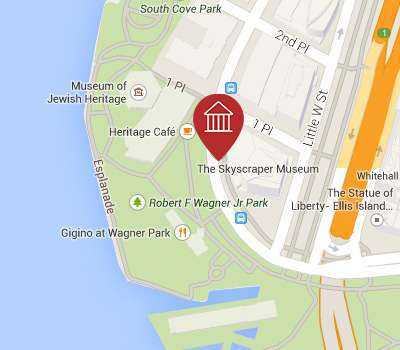 South Cove Park
2nd Pl
1
Museum of
Jewish Heritage
1 Pl
Heritage Café
1 Pl
Little W St
The Skyscraper Museum
Esplanade
Whitehall
The Statue of
Liberty- Ellis Island...
Robert F Wagner Jr Park
Gigino at Wagner Park